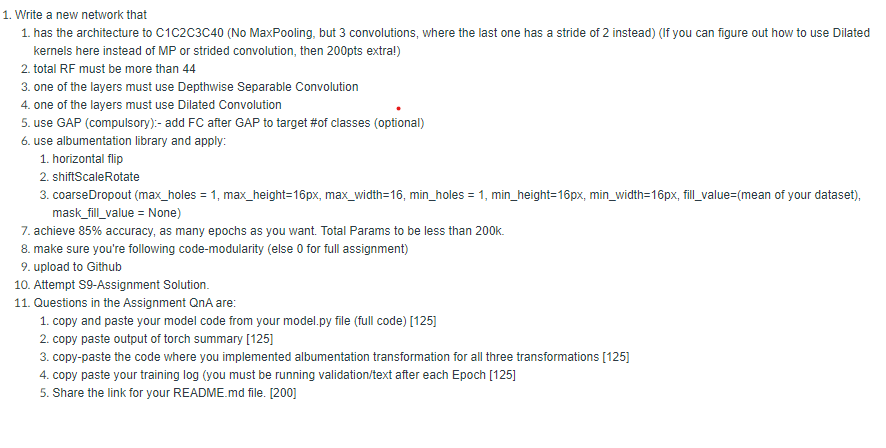 1. Write a new network that
1. has the architecture to C1C2C3C40 (No MaxPooling, but 3 convolutions, where the last one has a stride of 2 instead) (If you can figure out how to use Dilated
kernels here instead of MP or strided convolution, then 200pts extra!)
2. total RF must be more than 44
3. one of the layers must use Depthwise Separable Convolution
4. one of the layers must use Dilated Convolution
5. use GAP (compulsory):- add FC after GAP to target #of classes (optional)
6. use albumentation library and apply:
1. horizontal flip
2. shiftScaleRotate
3. coarseDropout (max_holes = 1, max_height=16px, max_width=16, min_holes = 1, min_height=16px, min_width=16px, fill_value=(mean of your dataset),
mask_fill_value = None)
7. achieve 85% accuracy, as many epochs as you want. Total Params to be less than 200k.
8. make sure you're following code-modularity (else 0 for full assignment)
9. upload to Github
10. Attempt S9-Assignment Solution.
11. Questions in the Assignment QnA are:
1. copy and paste your model code from your model.py file (full code) [125]
2. copy paste output of torch summary [125]
3. copy-paste the code where you implemented albumentation transformation for all three transformations [125]
4. copy paste your training log (you must be running validation/text after each Epoch [125]
5. Share the link for your README.md file. [200]